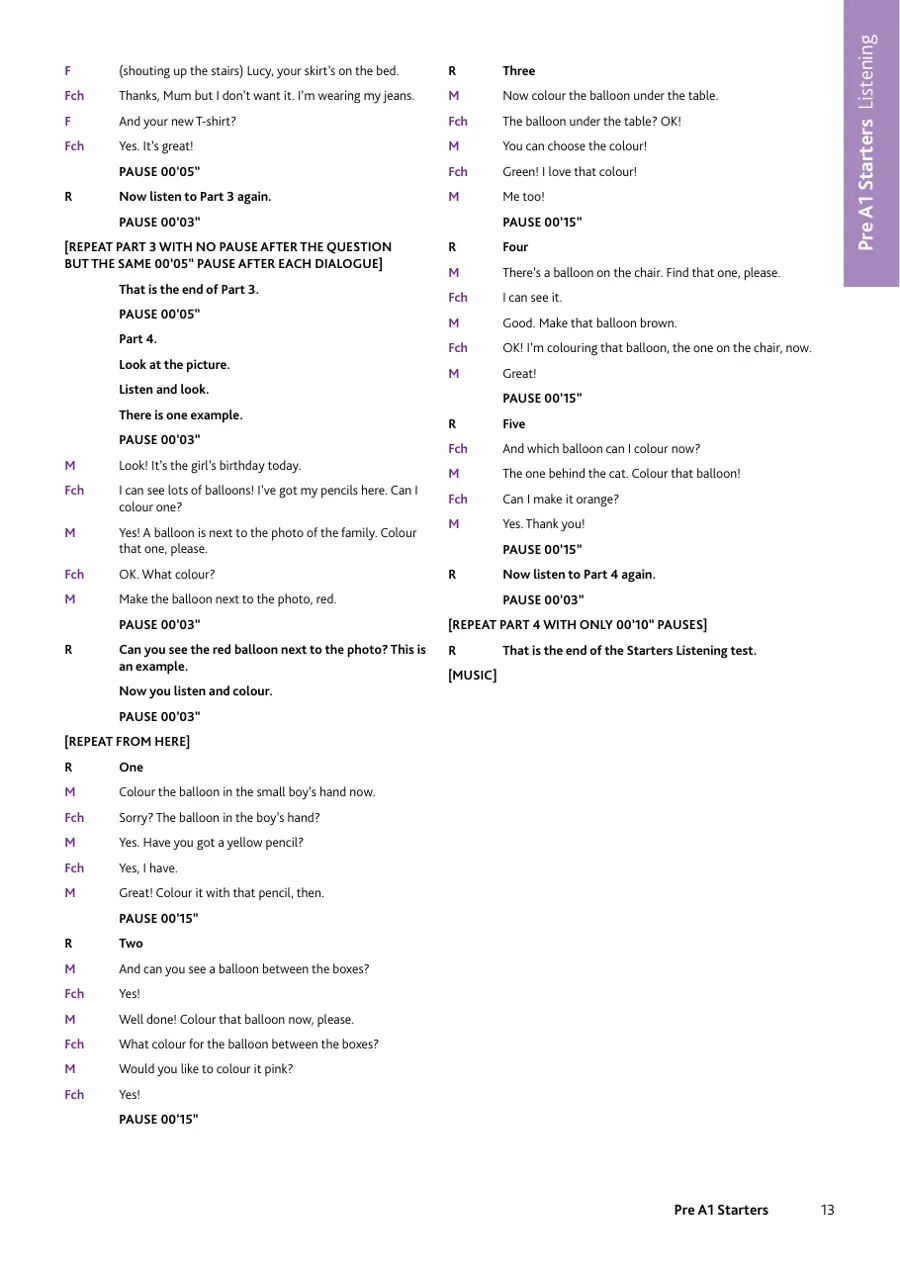 F (shouting up the stairs) Lucy, your skirt's on the bed.
Fch Thanks, Mum but I don't want it. I'm wearing my jeans.
F And your new T-shirt?
Fch Yes. It's great!
PAUSE 00'05"
R Now listen to Part 3 again.
PAUSE 00'03"
[REPEAT PART 3 WITH NO PAUSE AFTER THE QUESTION
BUT THE SAME 00'05" PAUSE AFTER EACH DIALOGUE]
That is the end of Part 3.
PAUSE 00'05"
Part 4.
Look at the picture.
Listen and look.
There is one example.
PAUSE 00'03"
M Look! It's the girl's birthday today.
Fch I can see lots of balloons! I've got my pencils here. Can I
colour one?
M Yes! A balloon is next to the photo of the family. Colour
that one, please.
Fch OK. What colour?
M Make the balloon next to the photo, red.
PAUSE 00'03"
R Can you see the red balloon next to the photo? This is
an example.
Now you listen and colour.
PAUSE 00'03"
[REPEAT FROM HERE]
R One
M Colour the balloon in the small boy's hand now.
Fch Sorry? The balloon in the boy's hand?
M Yes. Have you got a yellow pencil?
Fch Yes, I have.
M Great! Colour it with that pencil, then.
PAUSE 00'15"
R Two
M And can you see a balloon between the boxes?
Fch Yes!
M Well done! Colour that balloon now, please.
Fch What colour for the balloon between the boxes?
M Would you like to colour it pink?
Fch Yes!
PAUSE 00'15"
R Three
M Now colour the balloon under the table.
Fch The balloon under the table? OK!
M You can choose the colour!
Fch Green! I love that colour!
M Me too!
PAUSE 00'15"
R Four
M There's a balloon on the chair. Find that one, please.
Fch I can see it.
M Good. Make that balloon brown.
Fch OK! I'm colouring that balloon, the one on the chair, now.
M Great!
PAUSE 00'15"
R Five
Fch And which balloon can I colour now?
M The one behind the cat. Colour that balloon!
Fch Can I make it orange?
M Yes. Thank you!
PAUSE 00'15"
R Now listen to Part 4 again.
PAUSE 00'03"
[REPEAT PART 4 WITH ONLY 00'10" PAUSES]
R That is the end of the Starters Listening test.
[MUSIC]
Pre A1 Starters Listening
Pre A1 Starters 13